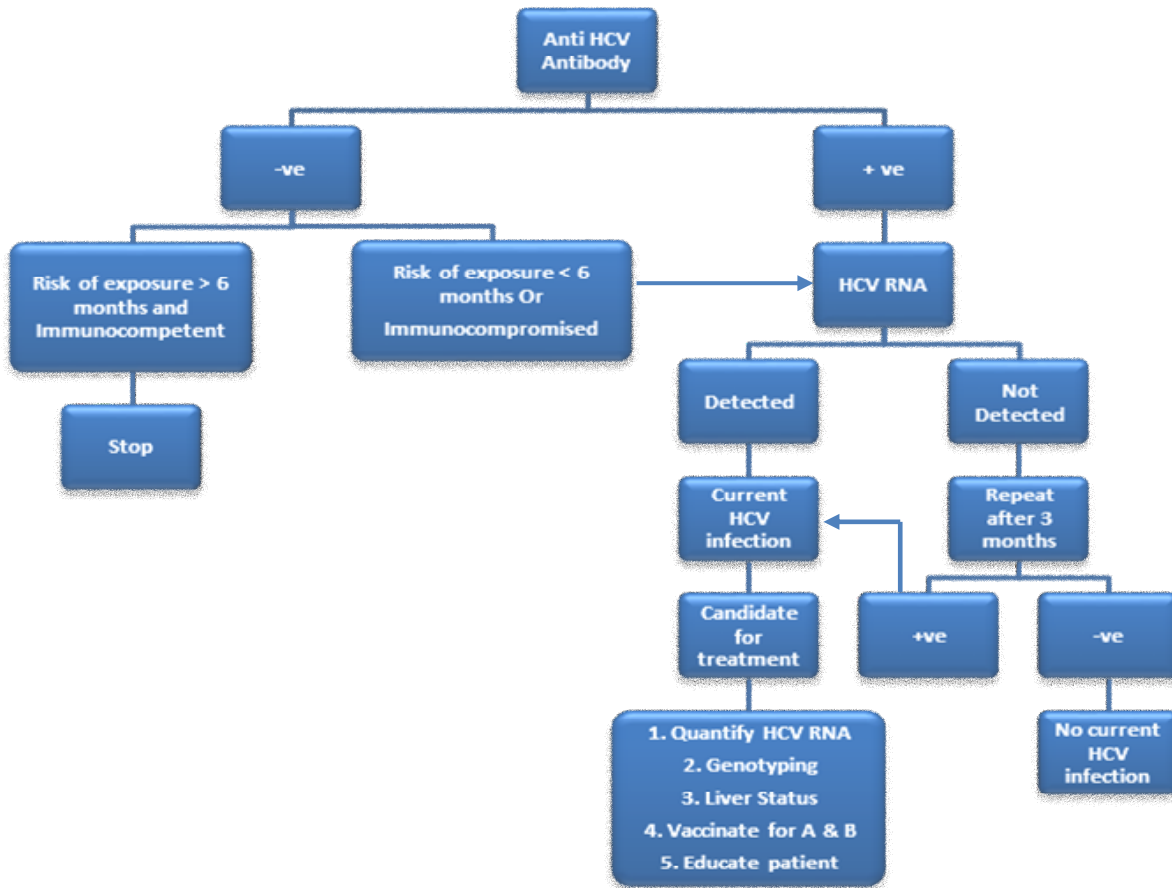 Anti HCV
Antibody
-ve
+ ve
Risk of exposure > 6
months and
Immunocompetent
Risk of exposure < 6
months Or
Immunocompromised
HCV RNA
Stop
Detected
Not
Detected
Current
HCV
infection
Repeat
after 3
months
Candidate
for
treatment
+ve
-ve
1. Quantify HCV RNA
2. Genotyping
3. Liver Status
4. Vaccinate for A & B
5. Educate patient
No current
HCV
infection